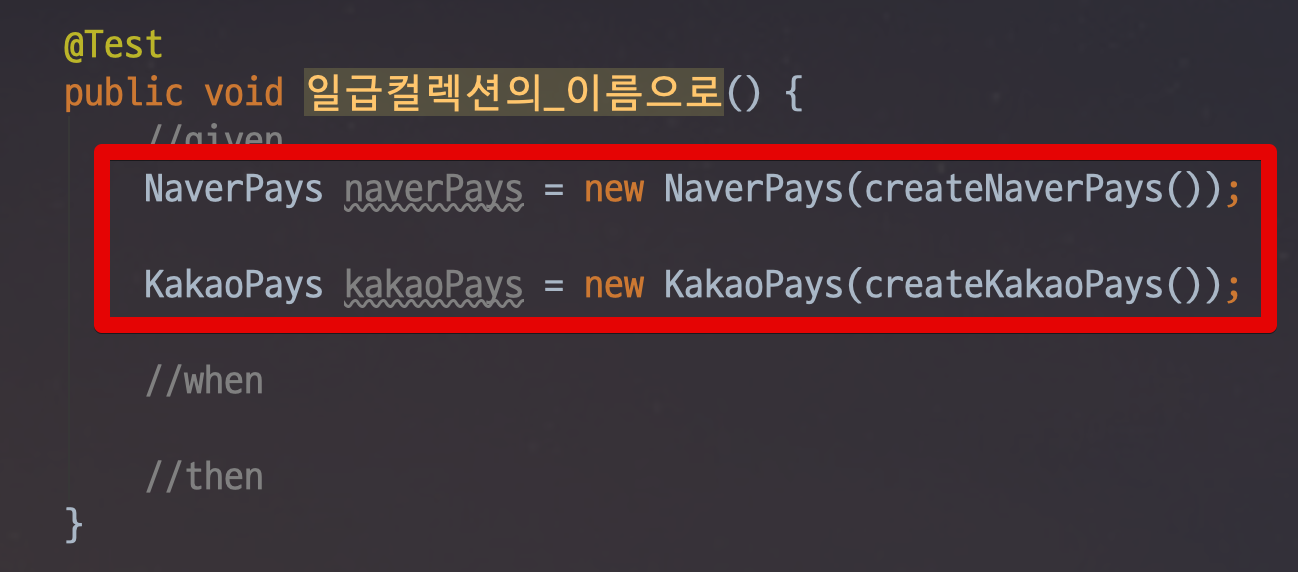 @Test
public void 일급컬렉션의_이름으로() {
//given
NaverPays naverPays = new NaverPays(createNaverPays());
KakaoPays kakaoPays = new KakaoPays(createKakaoPays());
//when
//then
}